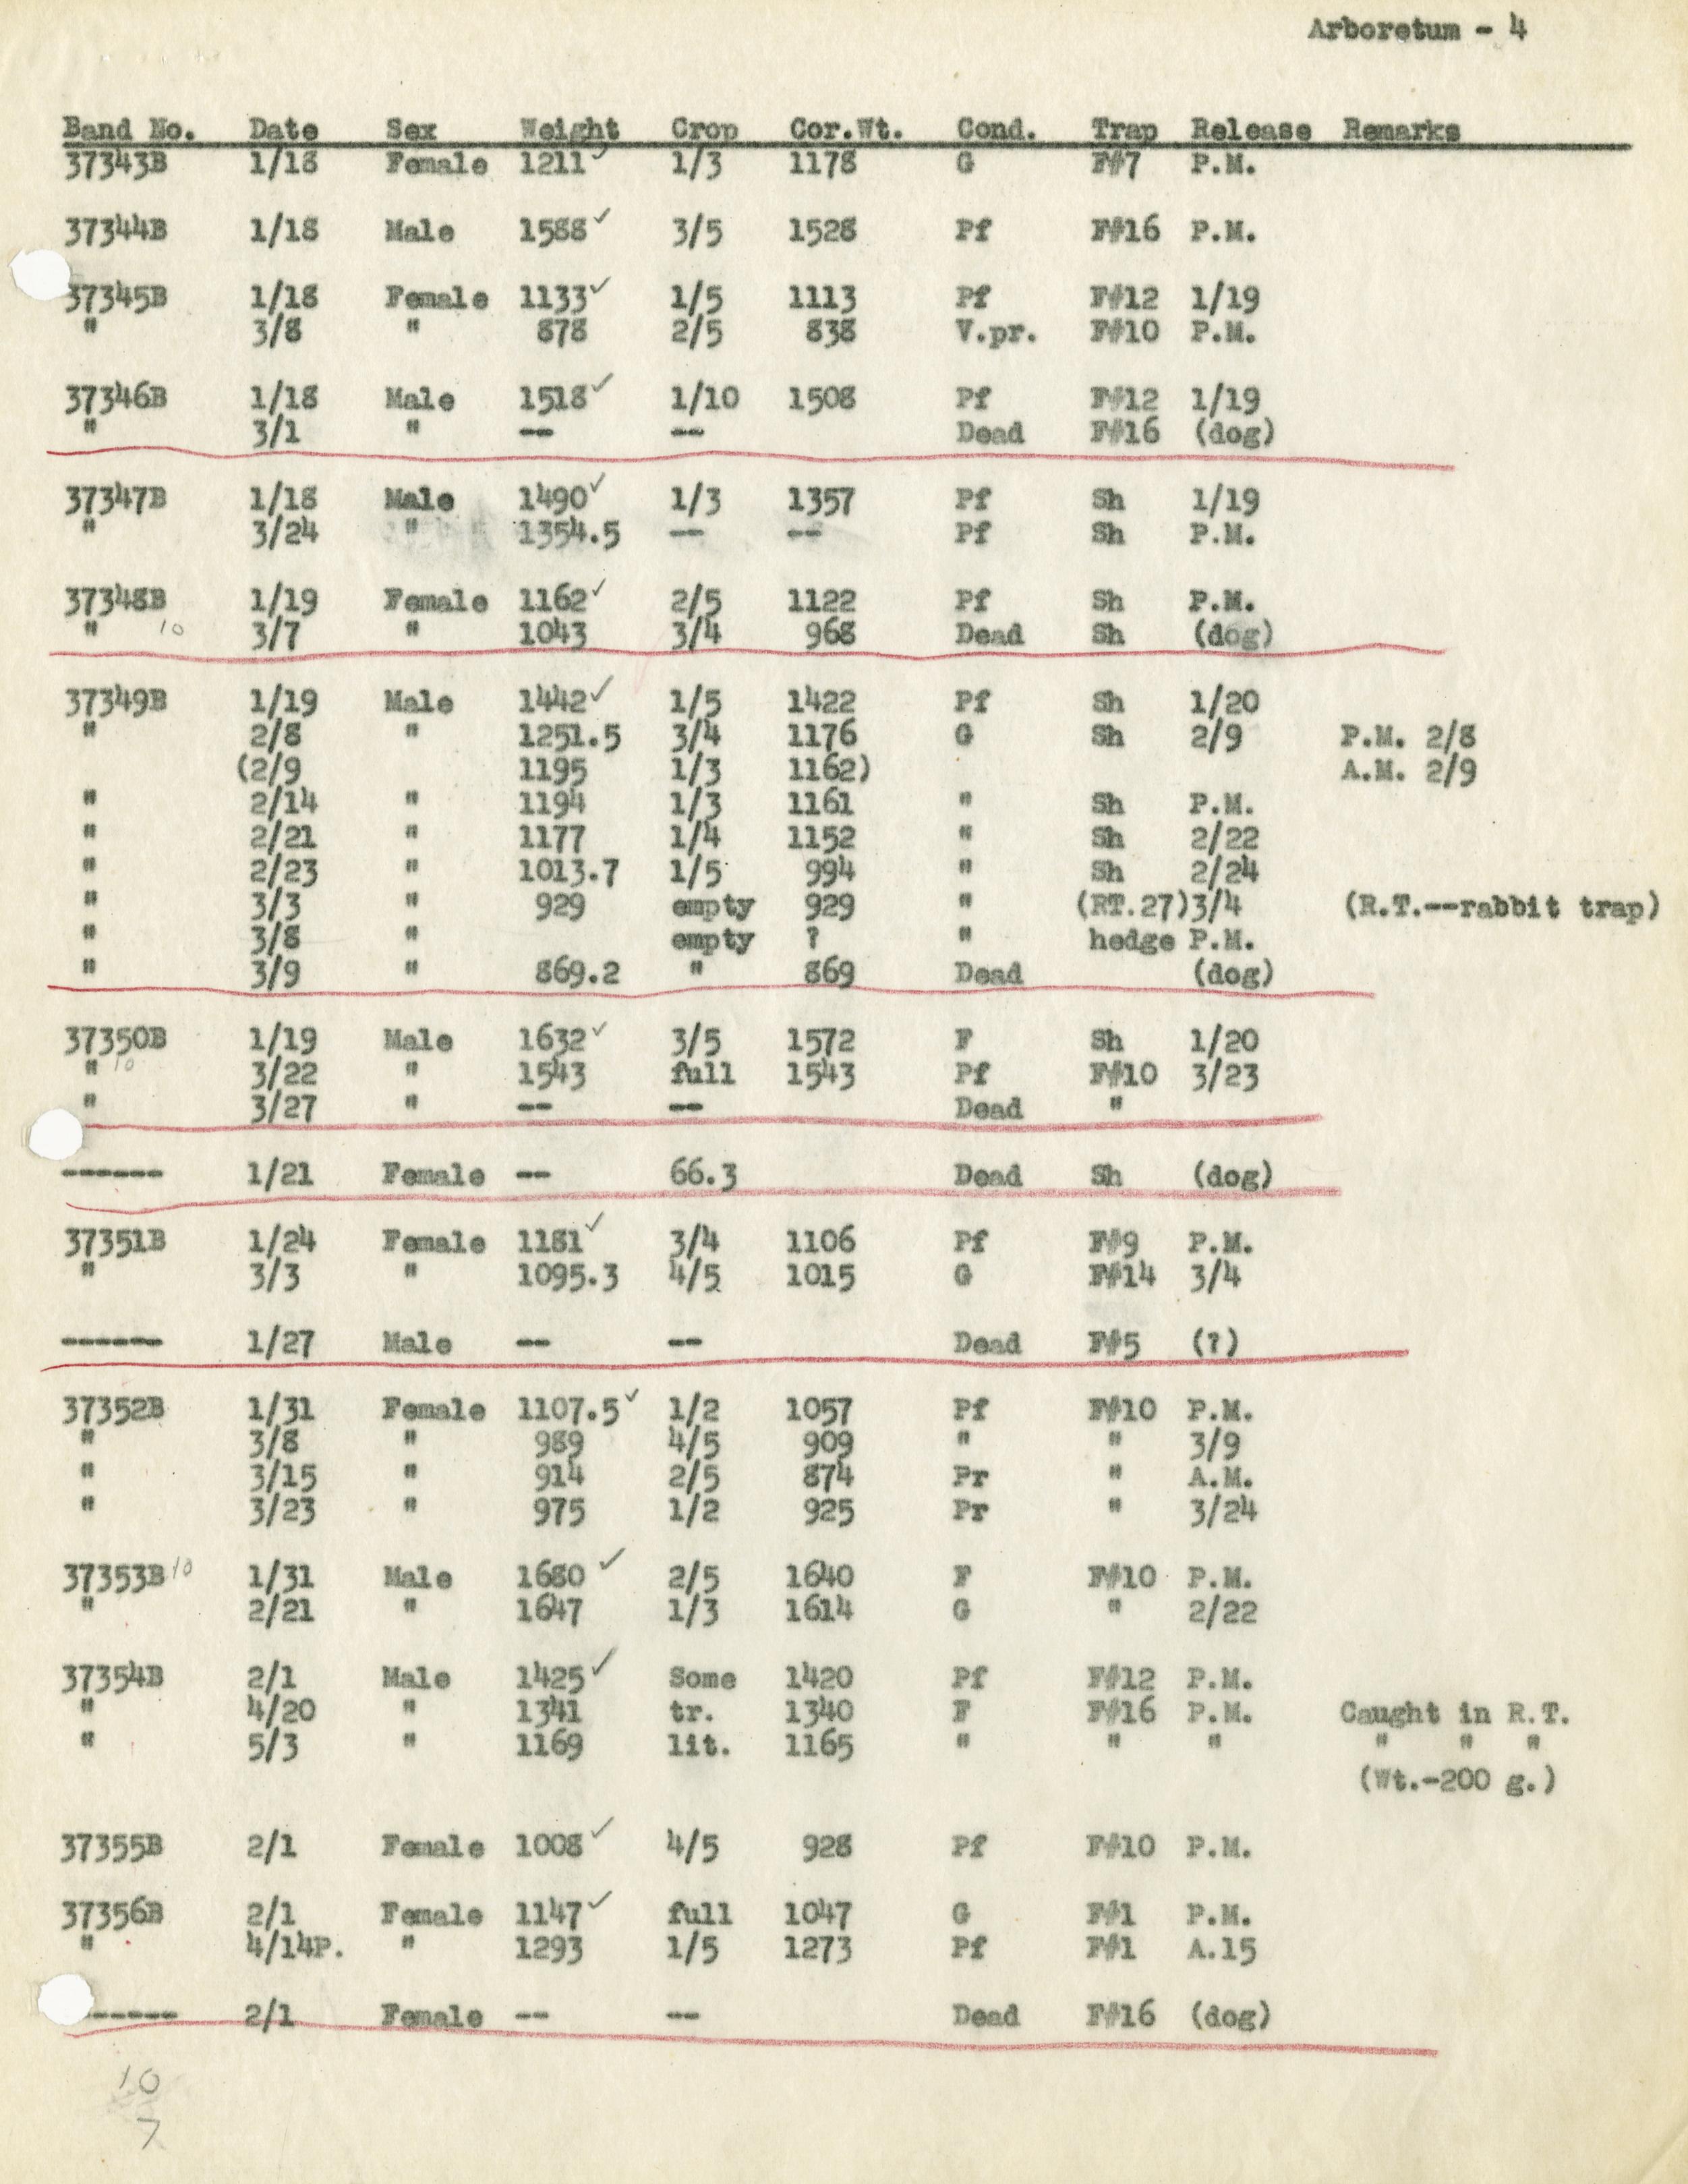 Arboretum - 4
Band No. Date Sex Weight Crop Cor.Wt. Cond. Trap Release Remarks
37343B 1/18 Female 1211 ✓ 1/3 1178 G F#7 P.M.
37344B 1/18 Male 1588 ✓ 3/5 1528 Pf F#16 P.M.
37345B 1/18 Female 1133 ✓ 1/5 1113 Pf F#12 1/19
" 3/8 " 878 2/5 838 V.pr. F#10 P.M.
37346B 1/18 Male 1518 ✓ 1/10 1508 Pf F#12 1/19
" 3/1 " -- -- Dead F#16 (dog)
37347B 1/18 Male 1490 ✓ 1/3 1357 Pf Sh 1/19
" 3/24 " 1354.5 -- -- Pf Sh P.M.
37348B 1/19 Female 1162 ✓ 2/5 1122 Pf Sh P.M.
" 10 3/7 " 1043 3/4 968 Dead Sh (dog)
37349B 1/19 Male 1442 ✓ 1/5 1422 Pf Sh 1/20
" 2/8 " 1251.5 3/4 1176 G Sh 2/9 P.M. 2/8
(2/9 1195 1/3 1162) A.M. 2/9
" 2/14 " 1194 1/3 1161 " Sh P.M.
" 2/21 " 1177 1/4 1152 " Sh 2/22
" 2/23 " 1013.7 1/5 994 " Sh 2/24
" 3/3 " 929 empty 929 " (RT.27) 3/4 (R.T.--rabbit trap)
" 3/8 " empty ? " hedge P.M.
" 3/9 " 869.2 " 869 Dead (dog)
37350B 1/19 Male 1632 ✓ 3/5 1572 F Sh 1/20
" 10 3/22 " 1543 full 1543 Pf F#10 3/23
" 3/27 " -- -- Dead "
------ 1/21 Female -- 66.3 Dead Sh (dog)
37351B 1/24 Female 1181 ✓ 3/4 1106 Pf F#9 P.M.
" 3/3 " 1095.3 4/5 1015 G F#14 3/4
------ 1/27 Male -- -- Dead F#5 (?)
37352B 1/31 Female 1107.5 ✓ 1/2 1057 Pf F#10 P.M.
" 3/8 " 989 4/5 909 " " 3/9
" 3/15 " 914 2/5 874 Pr " A.M.
" 3/23 " 975 1/2 925 Pr " 3/24
37353B 10 1/31 Male 1680 ✓ 2/5 1640 F F#10 P.M.
" 2/21 " 1647 1/3 1614 G " 2/22
37354B 2/1 Male 1425 ✓ Some 1420 Pf F#12 P.M.
" 4/20 " 1341 tr. 1340 F F#16 P.M. Caught in R.T.
" 5/3 " 1169 lit. 1165 " " " " " "
(Wt.-200 g.)
37355B 2/1 Female 1008 ✓ 4/5 928 Pf F#10 P.M.
37356B 2/1 Female 1147 ✓ full 1047 G F#1 P.M.
" 4/14P. " 1293 1/5 1273 Pf F#1 A.15
------ 2/1 Female -- -- Dead F#16 (dog)
10
7